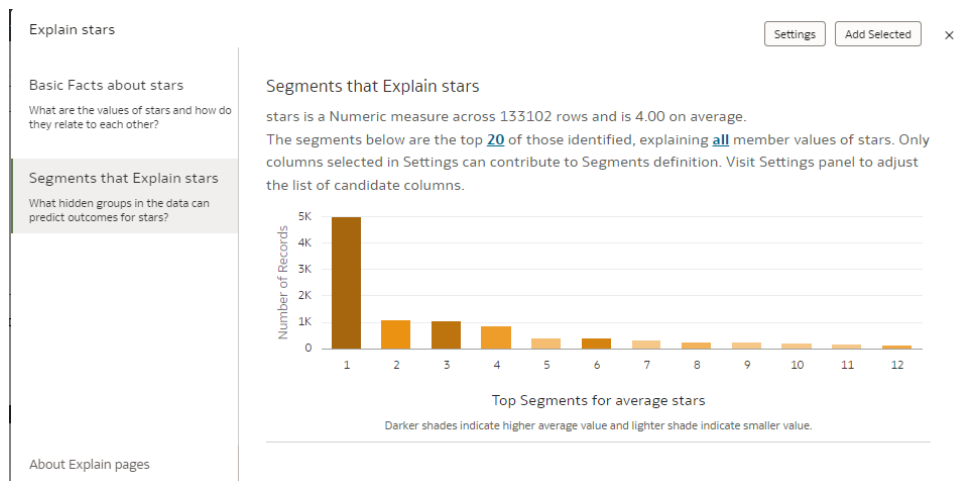 Explain stars
Settings
Add Selected
×
Basic Facts about stars
What are the values of stars and how do
they relate to each other?
Segments that Explain stars
What hidden groups in the data can
predict outcomes for stars?
About Explain pages
Segments that Explain stars
stars is a Numeric measure across 133102 rows and is 4.00 on average.
The segments below are the top 20 of those identified, explaining all member values of stars. Only
columns selected in Settings can contribute to Segments definition. Visit Settings panel to adjust
the list of candidate columns.
Number of Records
5K
4K
3K
2K
1K
0
1 2 3 4 5 6 7 8 9 10 11 12
Top Segments for average stars
Darker shades indicate higher average value and lighter shade indicate smaller value.